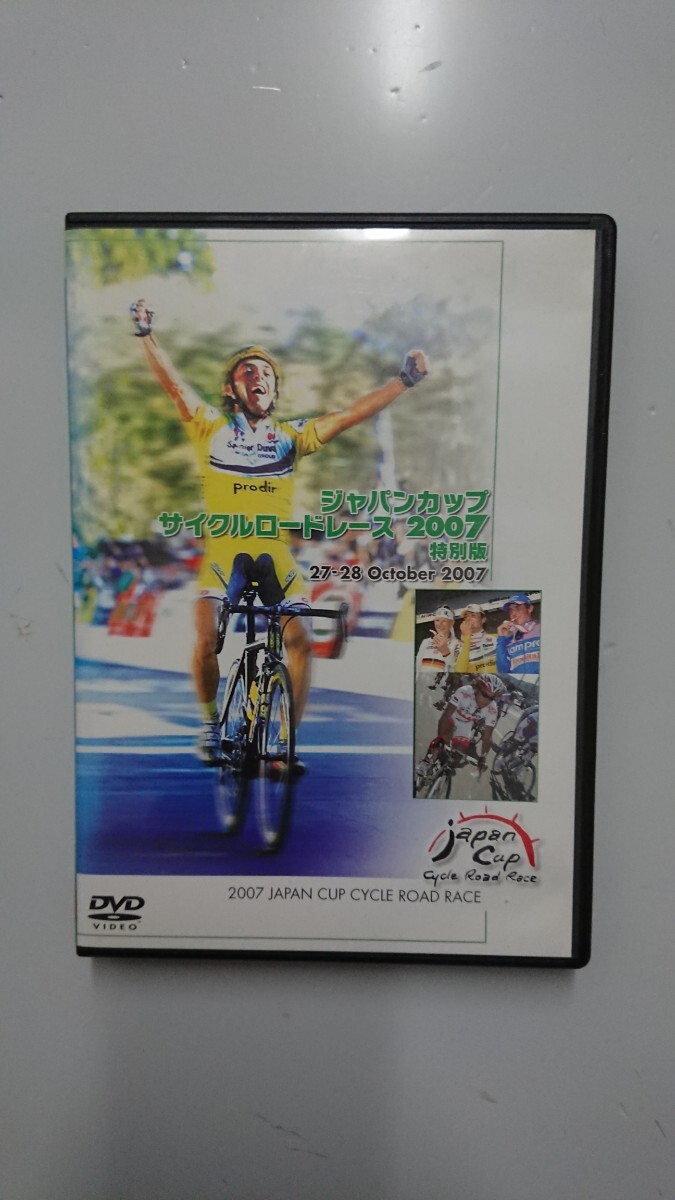 prodir
ジャパンカップ
サイクルロードレース 2007
特別版
27-28 October 2007
japan
Cup
Cycle Road Race
2007 JAPAN CUP CYCLE ROAD RACE
DVD
VIDEO